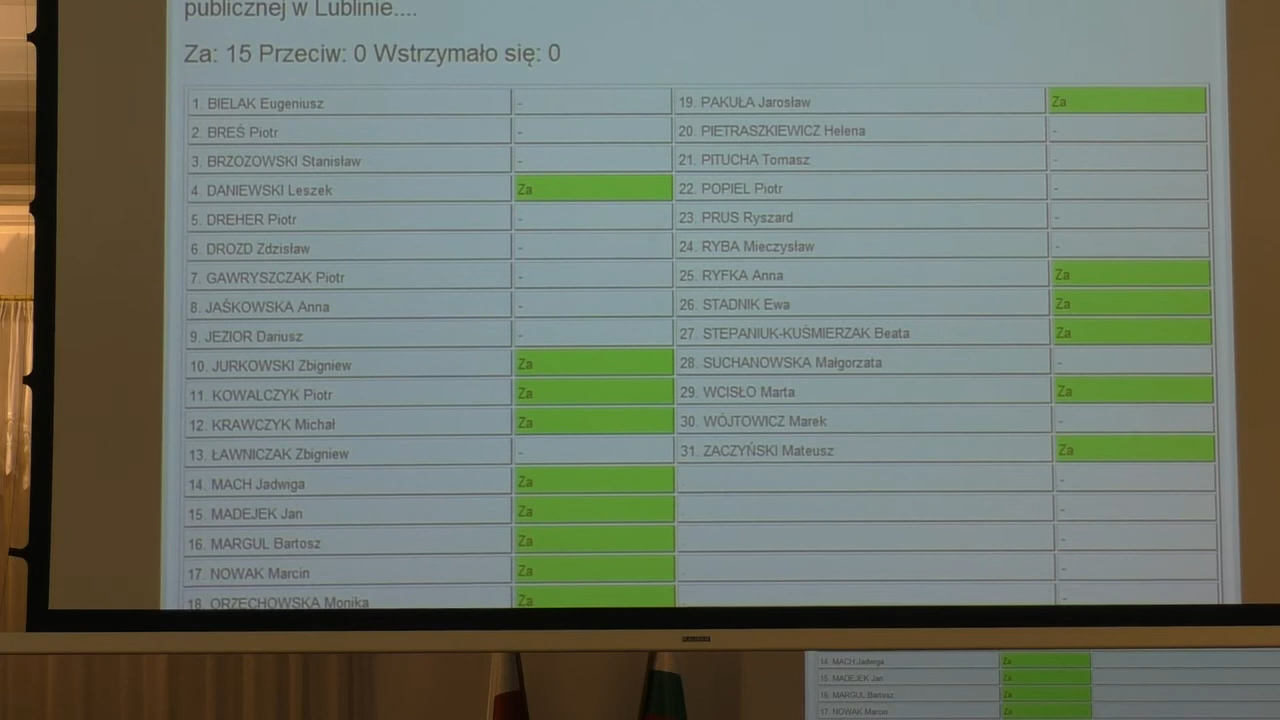 publicznej w Lublinie....
Za: 15 Przeciw: 0 Wstrzymało się: 0
1. BIELAK Eugeniusz -
2. BREŚ Piotr -
3. BRZOZOWSKI Stanisław -
4. DANIEWSKI Leszek Za
5. DREHER Piotr -
6. DROZD Zdzisław -
7. GAWRYSZCZAK Piotr -
8. JAŚKOWSKA Anna -
9. JEZIOR Dariusz -
10. JURKOWSKI Zbigniew Za
11. KOWALCZYK Piotr Za
12. KRAWCZYK Michał Za
13. ŁAWNICZAK Zbigniew -
14. MACH Jadwiga Za
15. MADEJEK Jan Za
16. MARGUL Bartosz Za
17. NOWAK Marcin Za
18. ORZECHOWSKA Monika Za
19. PAKUŁA Jarosław Za
20. PIETRASZKIEWICZ Helena -
21. PITUCHA Tomasz -
22. POPIEL Piotr -
23. PRUS Ryszard -
24. RYBA Mieczysław -
25. RYFKA Anna Za
26. STADNIK Ewa Za
27. STEPANIUK-KUŚMIERZAK Beata Za
28. SUCHANOWSKA Małgorzata -
29. WCISŁO Marta Za
30. WÓJTOWICZ Marek -
31. ZACZYŃSKI Mateusz Za
-
-
-
-
-
14. MACH Jadwiga Za
15. MADEJEK Jan Za
16. MARGUL Bartosz Za
17. NOWAK Marcin Za